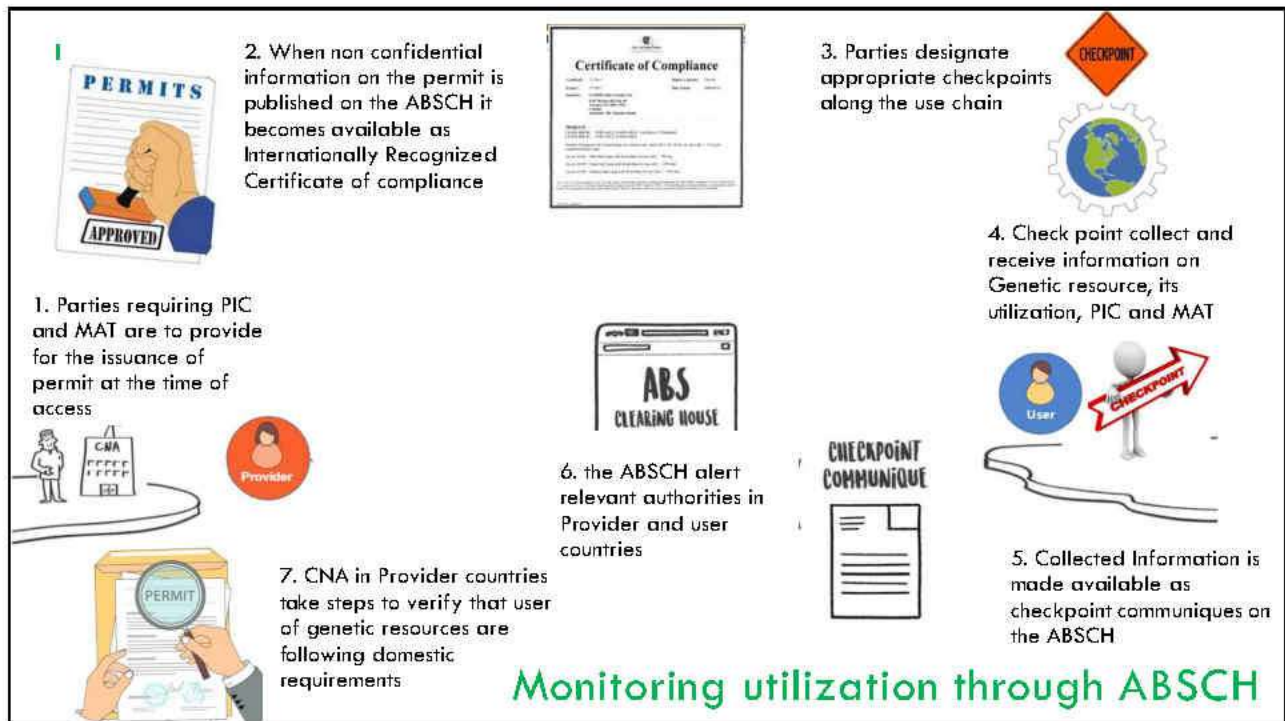 PERMITS
APPROVED
2. When non confidential
information on the permit is
published on the ABSCH it
becomes available as
Internationally Recognized
Certificate of compliance
Certificate of Compliance
3. Parties designate
appropriate checkpoints
along the use chain
CHECKPOINT
4. Check point collect and
receive information on
Genetic resource, its
utilization, PIC and MAT
1. Parties requiring PIC
and MAT are to provide
for the issuance of
permit at the time of
access
CNA
Provider
ABS
CLEARING HOUSE
User
CHECKPOINT
6. the ABSCH alert
relevant authorities in
Provider and user
countries
CHECKPOINT
COMMUNIQUE
5. Collected Information is
made available as
checkpoint communiques on
the ABSCH
PERMIT
7. CNA in Provider countries
take steps to verify that user
of genetic resources are
following domestic
requirements
Monitoring utilization through ABSCH